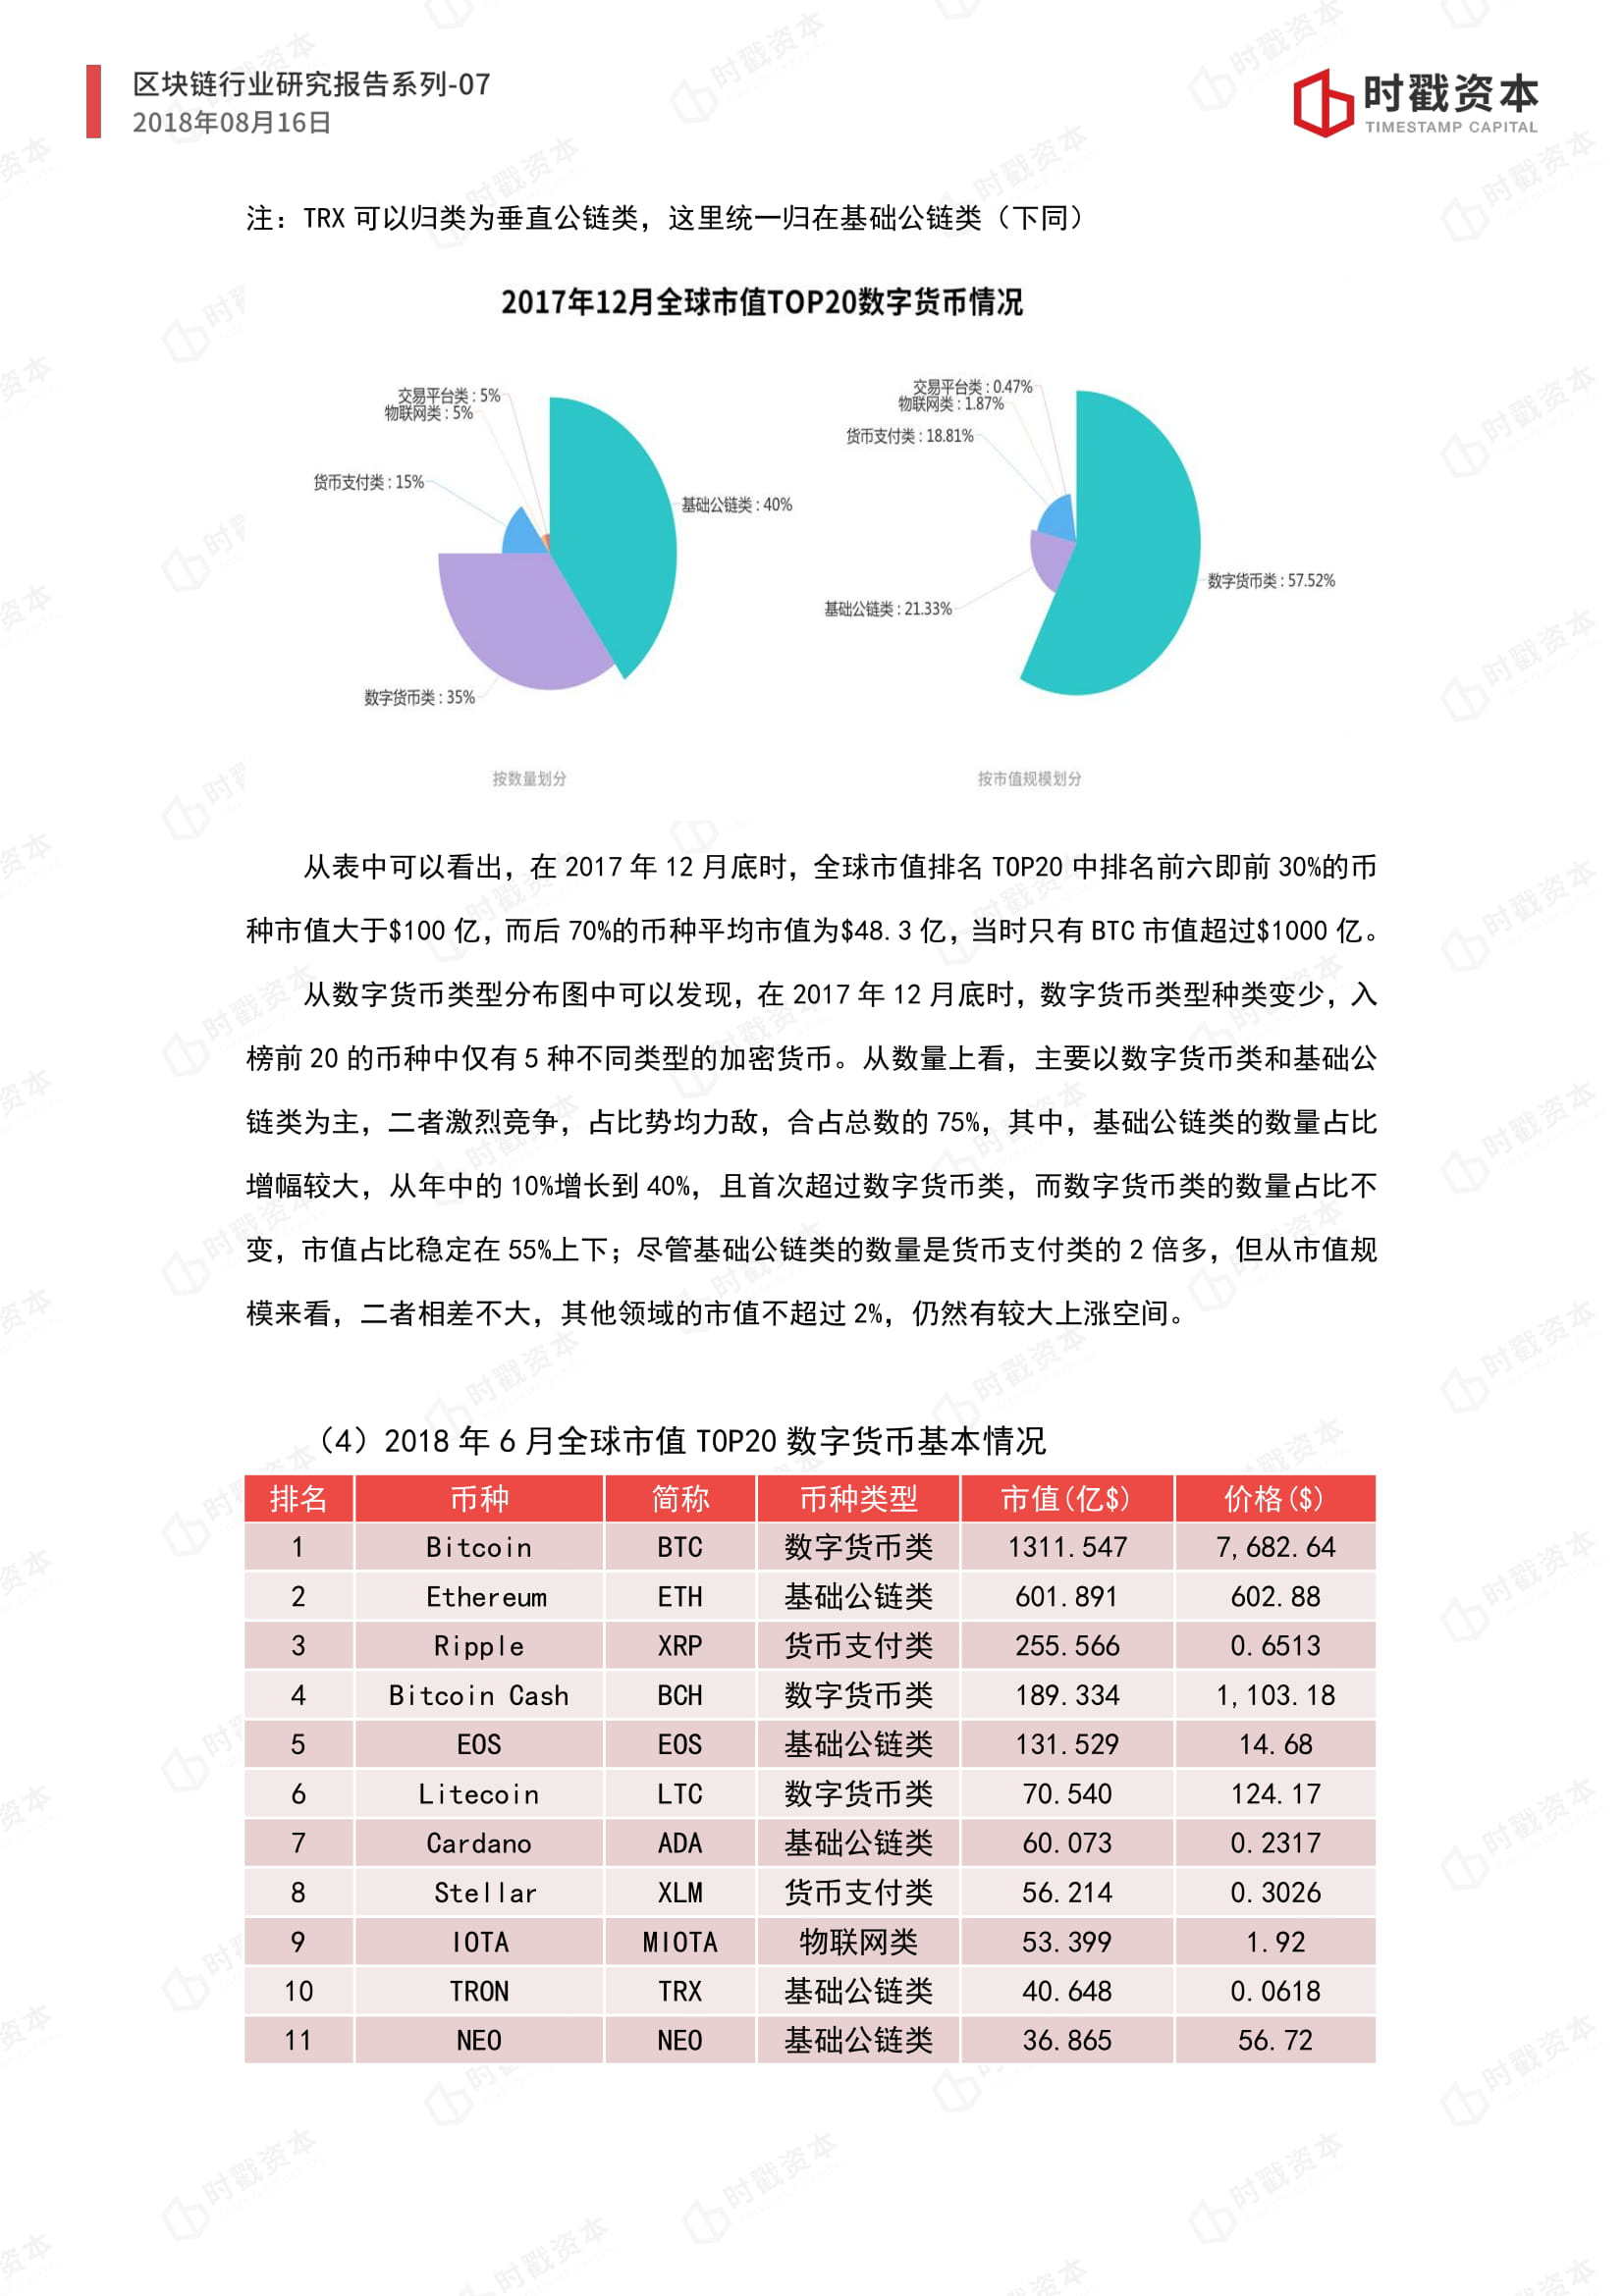 区块链行业研究报告系列-07
2018年08月16日
时戳资本
TIMESTAMP CAPITAL
注：TRX 可以归类为垂直公链类，这里统一归在基础公链类（下同）
2017年12月全球市值TOP20数字货币情况
交易平台类 : 5%
物联网类 : 5%
货币支付类 : 15%
基础公链类 : 40%
数字货币类 : 35%
按数量划分
交易平台类 : 0.47%
物联网类 : 1.87%
货币支付类 : 18.81%
基础公链类 : 21.33%
数字货币类 : 57.52%
按市值规模划分
从表中可以看出，在 2017 年 12 月底时，全球市值排名 TOP20 中排名前六即前 30%的币
种市值大于$100 亿，而后 70%的币种平均市值为$48.3 亿，当时只有 BTC 市值超过$1000 亿。
从数字货币类型分布图中可以发现，在 2017 年 12 月底时，数字货币类型种类变少，入
榜前 20 的币种中仅有 5 种不同类型的加密货币。从数量上看，主要以数字货币类和基础公
链类为主，二者激烈竞争，占比势均力敌，合占总数的 75%，其中，基础公链类的数量占比
增幅较大，从年中的 10%增长到 40%，且首次超过数字货币类，而数字货币类的数量占比不
变，市值占比稳定在 55%上下；尽管基础公链类的数量是货币支付类的 2 倍多，但从市值规
模来看，二者相差不大，其他领域的市值不超过 2%，仍然有较大上涨空间。
（4）2018 年 6 月全球市值 TOP20 数字货币基本情况
排名 币种 简称 币种类型 市值(亿$) 价格($)
1 Bitcoin BTC 数字货币类 1311.547 7,682.64
2 Ethereum ETH 基础公链类 601.891 602.88
3 Ripple XRP 货币支付类 255.566 0.6513
4 Bitcoin Cash BCH 数字货币类 189.334 1,103.18
5 EOS EOS 基础公链类 131.529 14.68
6 Litecoin LTC 数字货币类 70.540 124.17
7 Cardano ADA 基础公链类 60.073 0.2317
8 Stellar XLM 货币支付类 56.214 0.3026
9 IOTA MIOTA 物联网类 53.399 1.92
10 TRON TRX 基础公链类 40.648 0.0618
11 NEO NEO 基础公链类 36.865 56.72